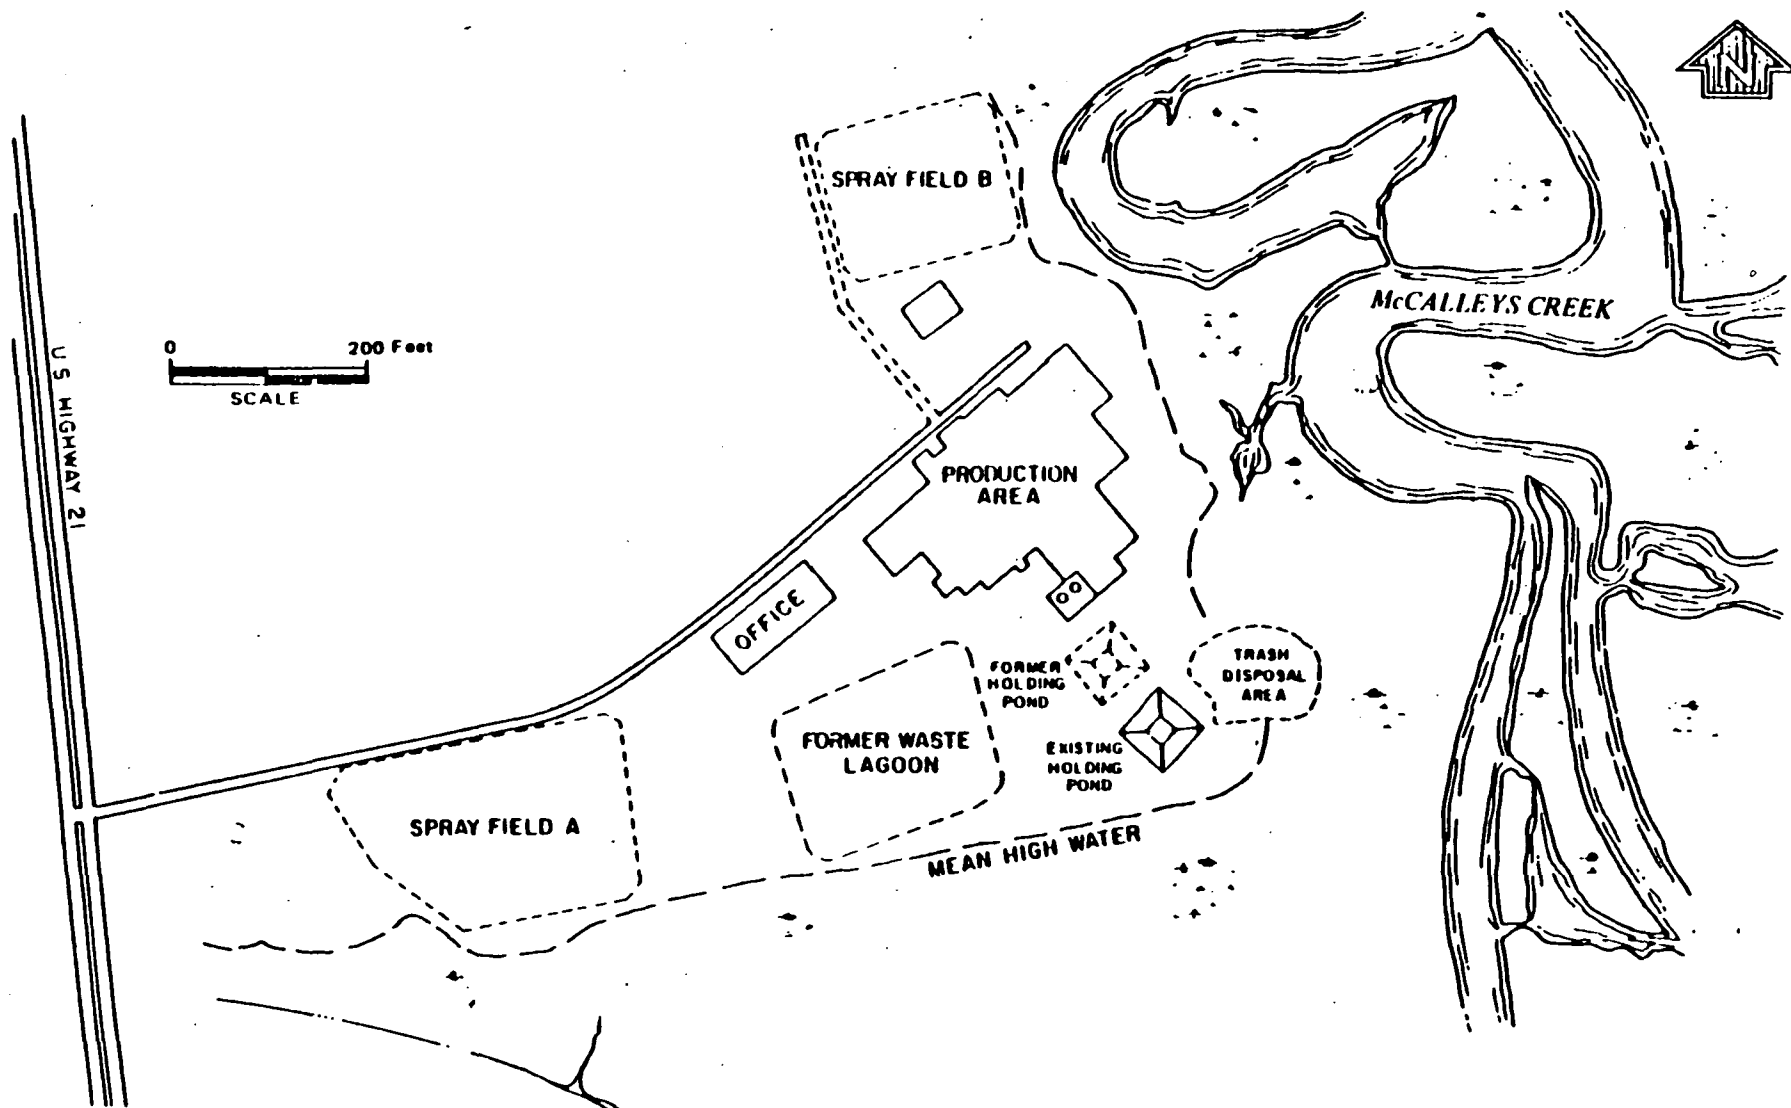 N
SPRAY FIELD B
McCALLEYS CREEK
0 200 Feet
SCALE
U S HIGHWAY 21
PRODUCTION
AREA
OFFICE
FORMER
HOLDING
POND
TRASH
DISPOSAL
AREA
FORMER WASTE
LAGOON
EXISTING
HOLDING
POND
SPRAY FIELD A
MEAN HIGH WATER